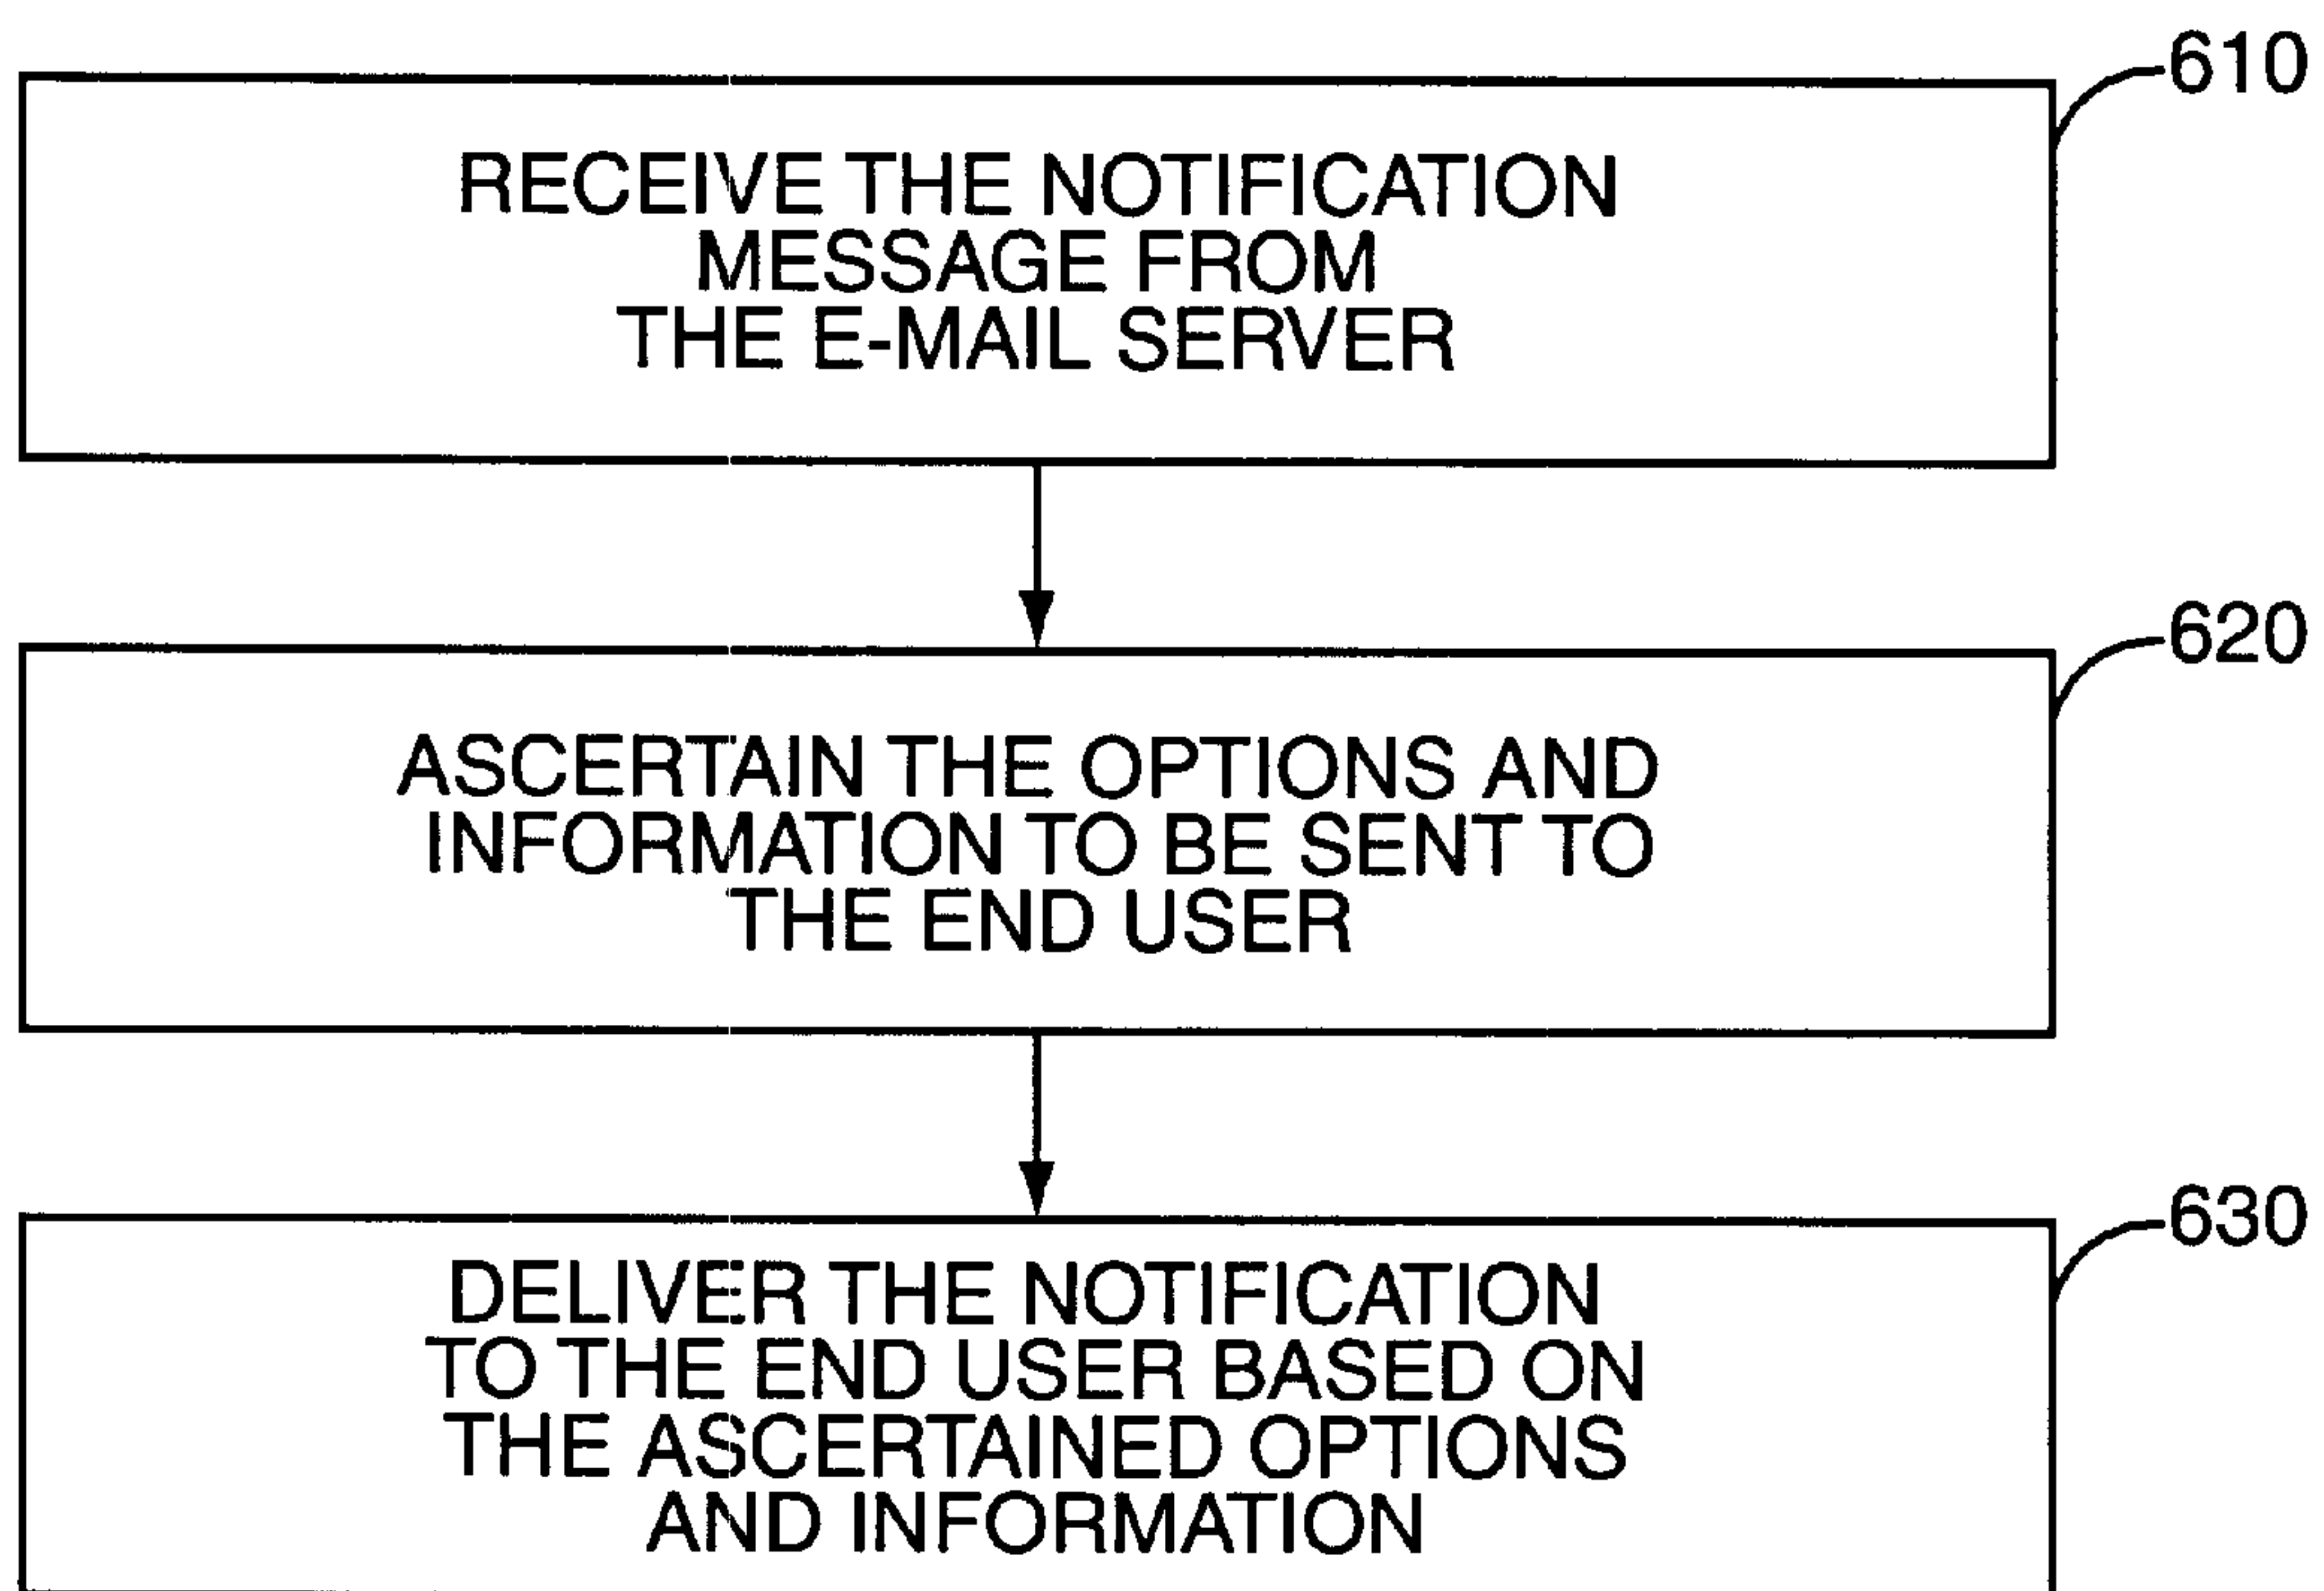 610
RECEIVE THE NOTIFICATION
MESSAGE FROM
THE E-MAIL SERVER
620
ASCERTAIN THE OPTIONS AND
INFORMATION TO BE SENT TO
THE END USER
630
DELIVER THE NOTIFICATION
TO THE END USER BASED ON
THE ASCERTAINED OPTIONS
AND INFORMATION